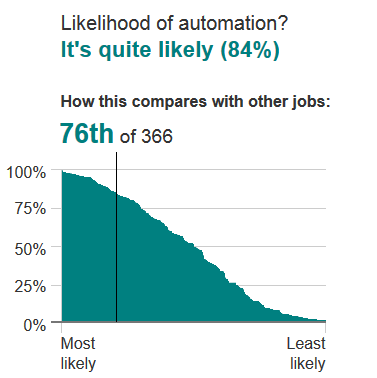 Likelihood of automation?
It's quite likely (84%)
How this compares with other jobs:
76th of 366
100%
75%
50%
25%
0%
Most likely
Least likely